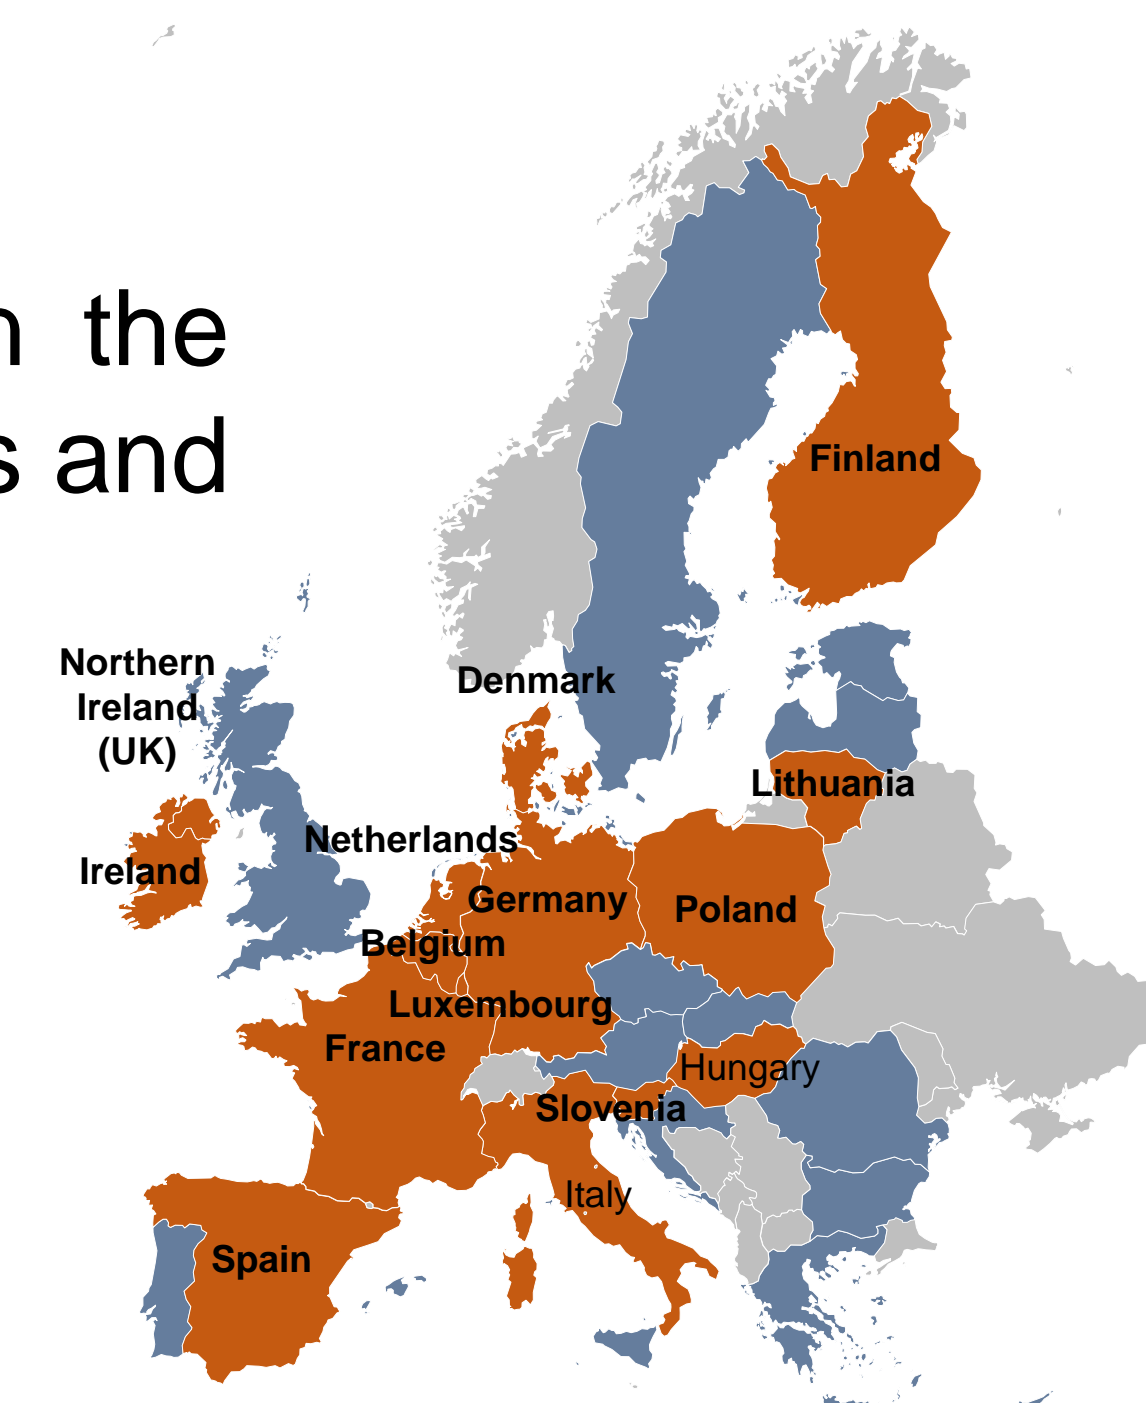 the
s and
Finland
Northern
Ireland
(UK)
Denmark
Lithuania
Netherlands
Ireland
Germany
Poland
Belgium
Luxembourg
France
Hungary
Slovenia
Italy
Spain